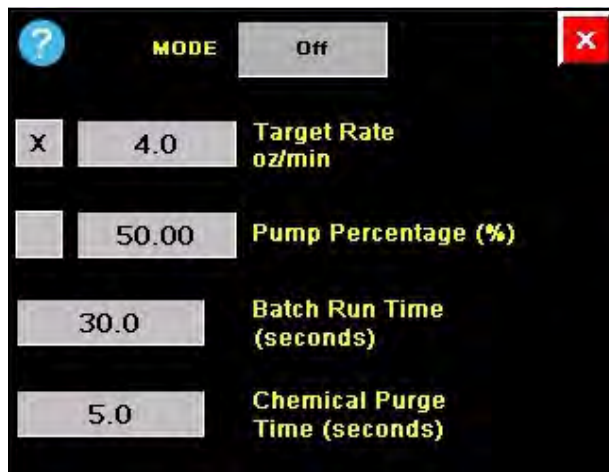 ? MODE Off X
X 4.0 Target Rate
oz/min
50.00 Pump Percentage (%)
30.0 Batch Run Time
(seconds)
5.0 Chemical Purge
Time (seconds)